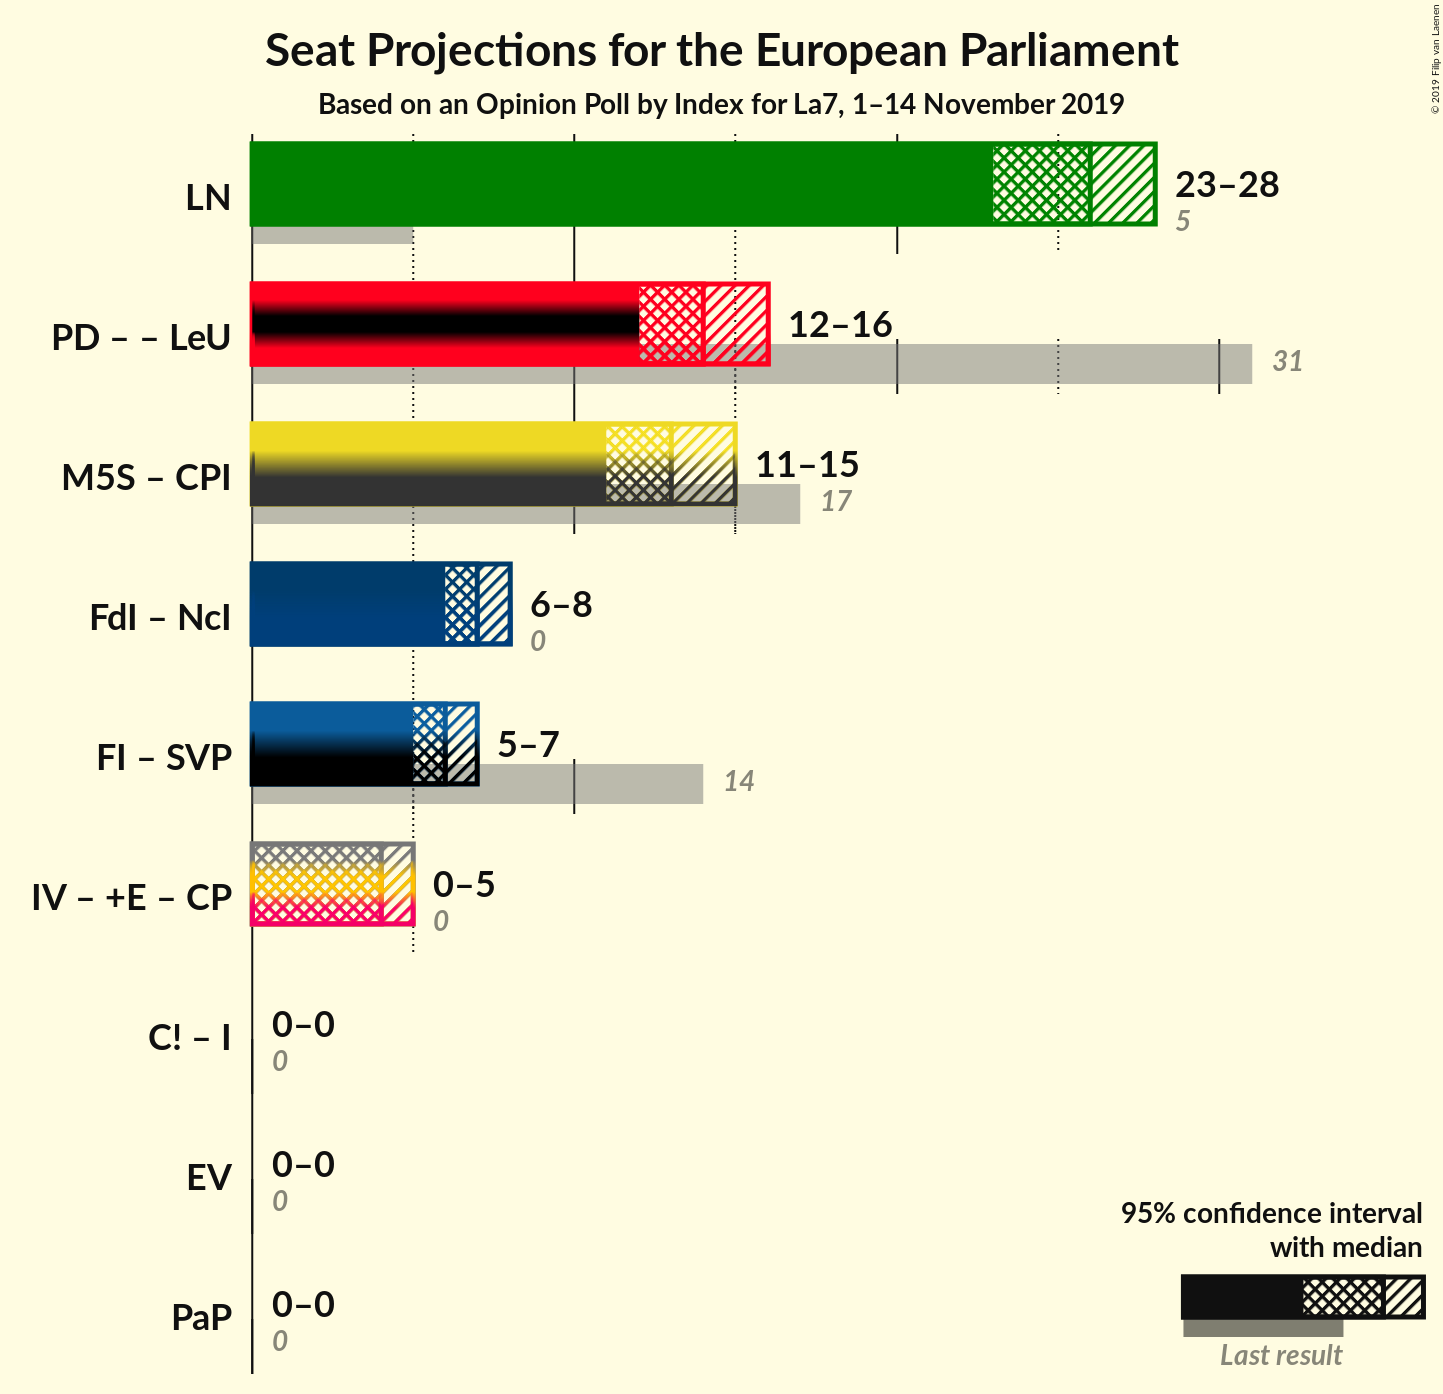 Seat Projections for the European Parliament
Based on an Opinion Poll by Index for La7, 1–14 November 2019
© 2019 Filip van Laenen
LN
23–28
5
PD – – LeU
12–16
31
M5S – CPI
11–15
17
FdI – NcI
6–8
0
FI – SVP
5–7
14
IV – +E – CP
0–5
0
C! – I
0–0
0
EV
0–0
0
PaP
0–0
0
95% confidence interval
with median
Last result